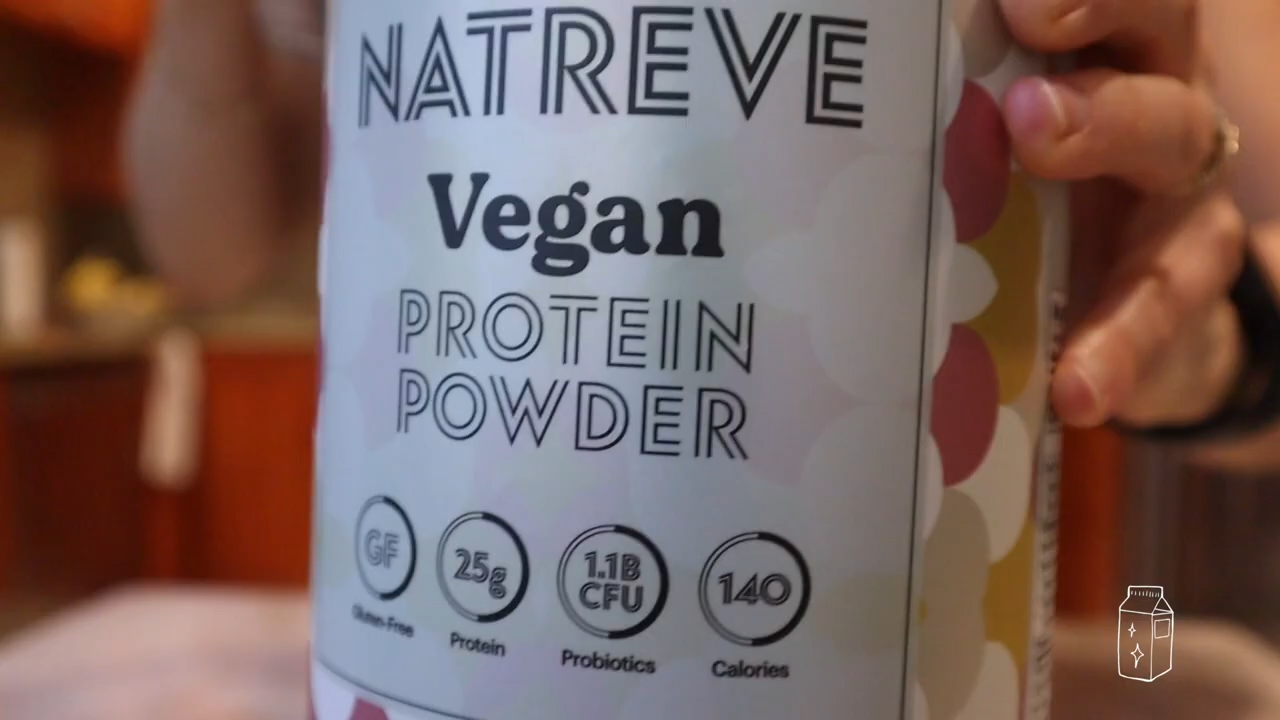 NATREVE
Vegan
PROTEIN
POWDER
GF
25g
1.1B
CFU
140
Gluten-Free
Protein
Probiotics
Calories